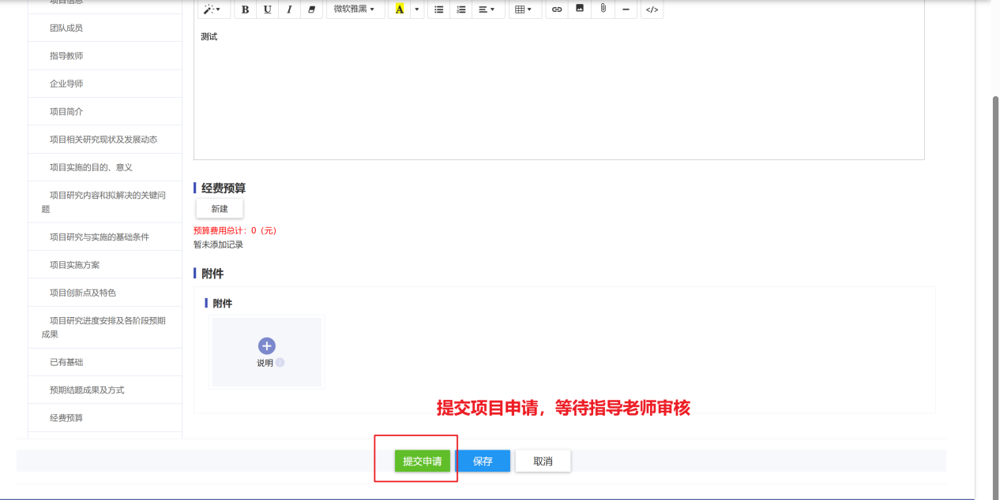 项目信息
团队成员
指导教师
企业导师
项目简介
项目相关研究现状及发展动态
项目实施的目的、意义
项目研究内容和拟解决的关键问
题
项目研究与实施的基础条件
项目实施方案
项目创新点及特色
项目研究进度安排及各阶段预期
成果
已有基础
预期结题成果及方式
经费预算
B U I 微软雅黑 A </>
测试
经费预算
新建
预算费用总计：0（元）
暂未添加记录
附件
附件
说明
提交项目申请，等待指导老师审核
提交申请 保存 取消